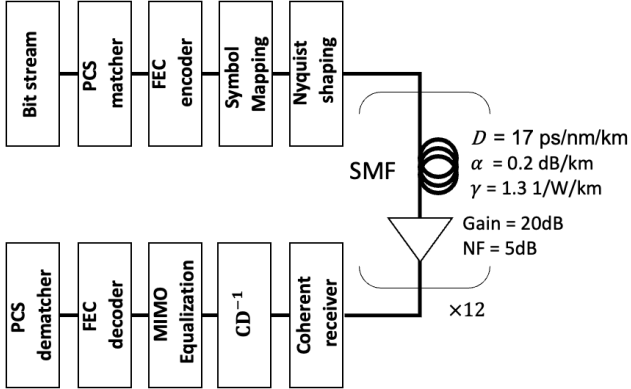 Bit stream
PCS
matcher
FEC
encoder
Symbol
Mapping
Nyquist
shaping
SMF
D = 17 ps/nm/km
α = 0.2 dB/km
γ = 1.3 1/W/km
Gain = 20dB
NF = 5dB
×12
PCS
dematcher
FEC
decoder
MIMO
Equalization
CD⁻¹
Coherent
receiver